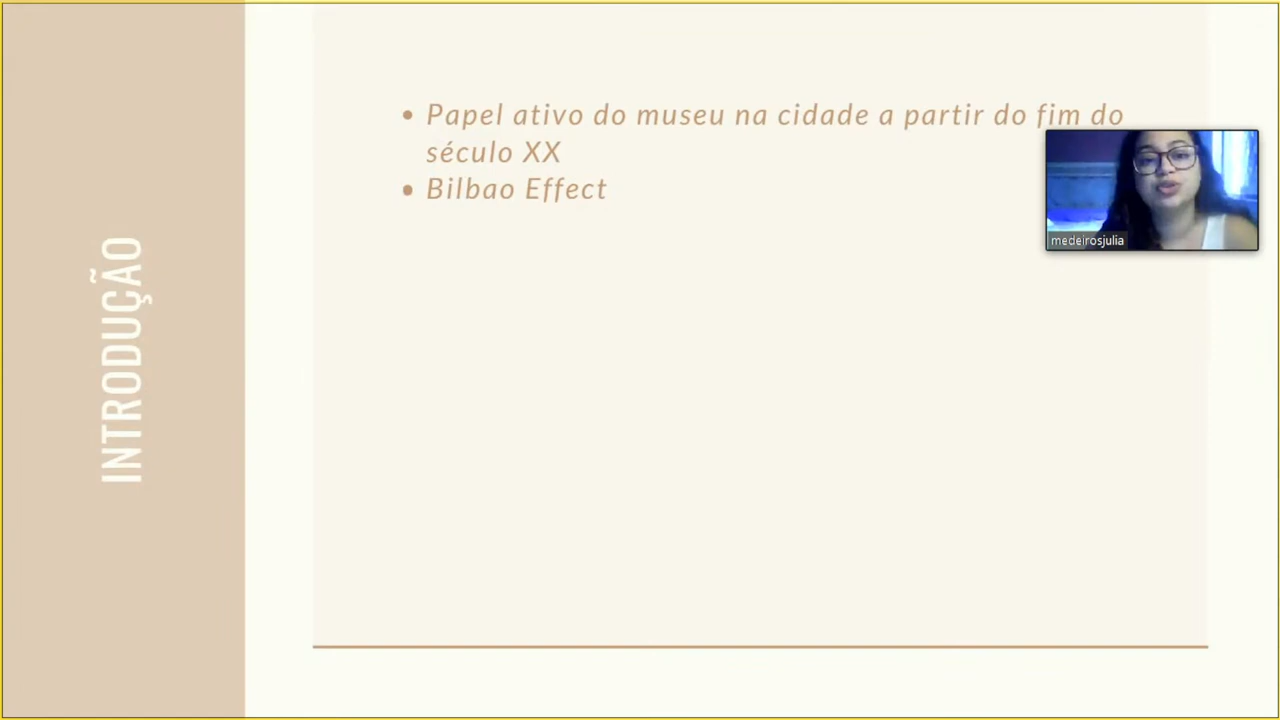 INTRODUÇÃO
• Papel ativo do museu na cidade a partir do fim do
século XX
• Bilbao Effect
medeirosjulia